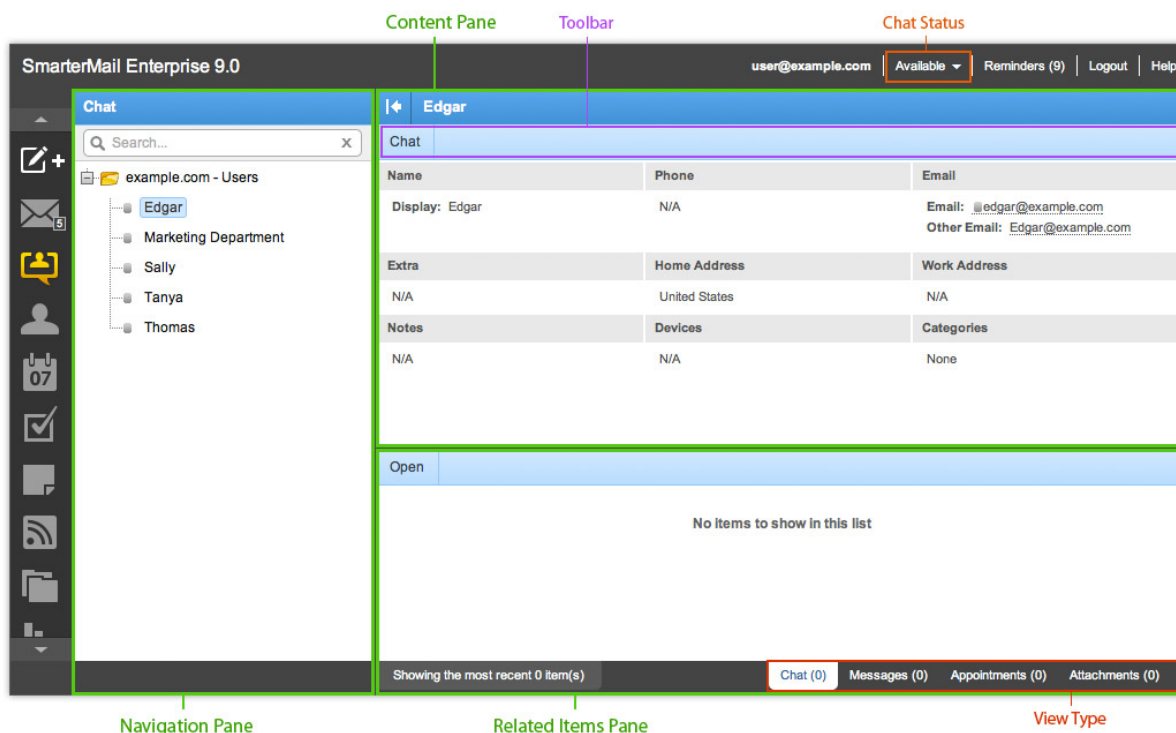 Content Pane
Toolbar
Chat Status
SmarterMail Enterprise 9.0
user@example.com
Available
Reminders (9)
Logout
Help
Chat
Edgar
Search...
X
Chat
example.com - Users
Edgar
Marketing Department
Sally
Tanya
Thomas
5
07
Name
Phone
Email
Display: Edgar
N/A
Email: edgar@example.com
Other Email: Edgar@example.com
Extra
Home Address
Work Address
N/A
United States
N/A
Notes
Devices
Categories
N/A
N/A
None
Open
No items to show in this list
Showing the most recent 0 item(s)
Chat (0)
Messages (0)
Appointments (0)
Attachments (0)
Navigation Pane
Related Items Pane
View Type